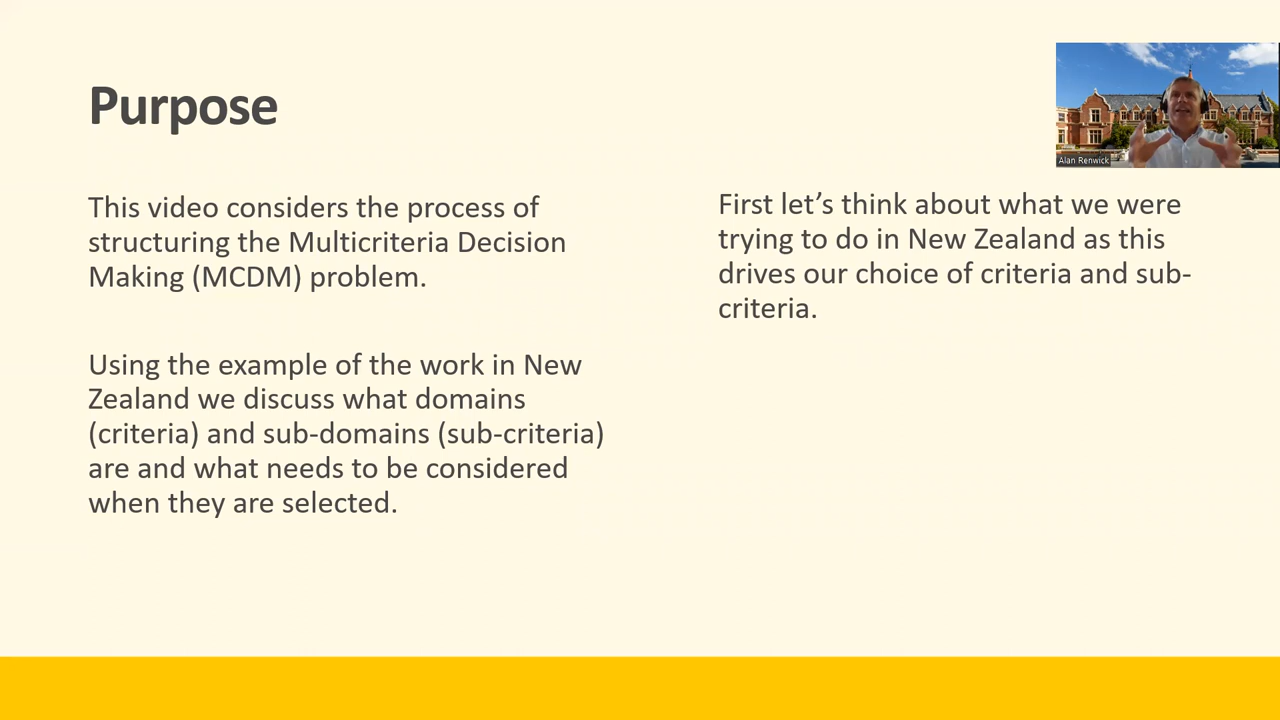 Purpose
This video considers the process of
structuring the Multicriteria Decision
Making (MCDM) problem.
Using the example of the work in New
Zealand we discuss what domains
(criteria) and sub-domains (sub-criteria)
are and what needs to be considered
when they are selected.
First let’s think about what we were
trying to do in New Zealand as this
drives our choice of criteria and sub-
criteria.
Alan Renwick